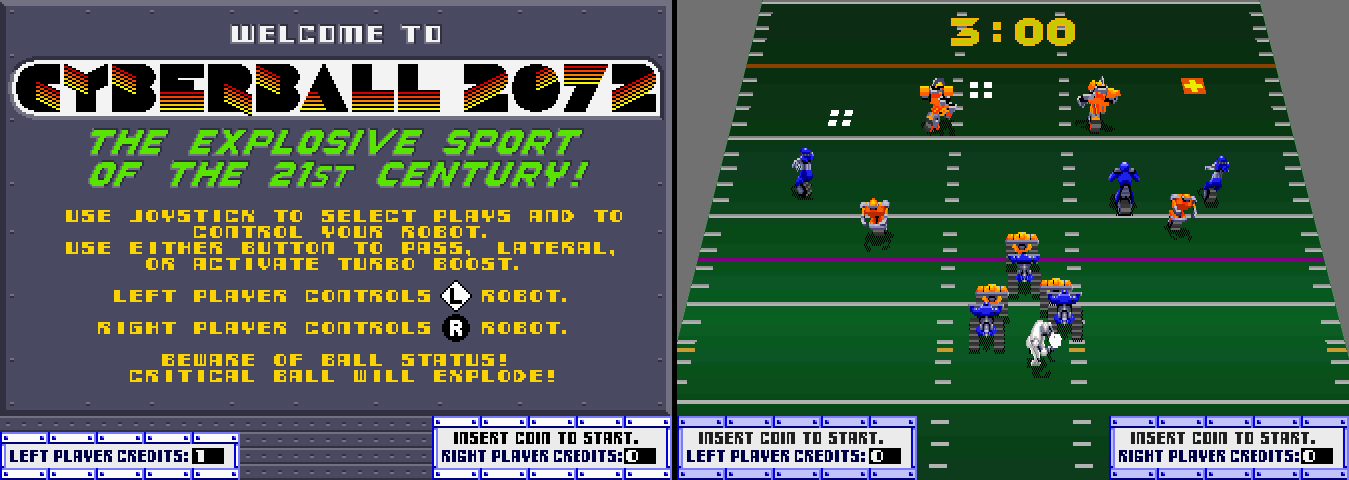 WELCOME TO
CYBERBALL 2072
THE EXPLOSIVE SPORT
OF THE 21ST CENTURY!
USE JOYSTICK TO SELECT PLAYS AND TO
CONTROL YOUR ROBOT.
USE EITHER BUTTON TO PASS, LATERAL,
OR ACTIVATE TURBO BOOST.
LEFT PLAYER CONTROLS L ROBOT.
RIGHT PLAYER CONTROLS R ROBOT.
BEWARE OF BALL STATUS!
CRITICAL BALL WILL EXPLODE!
LEFT PLAYER CREDITS: 1
INSERT COIN TO START.
RIGHT PLAYER CREDITS: 0
3:00
INSERT COIN TO START.
LEFT PLAYER CREDITS: 0
INSERT COIN TO START.
RIGHT PLAYER CREDITS: 0